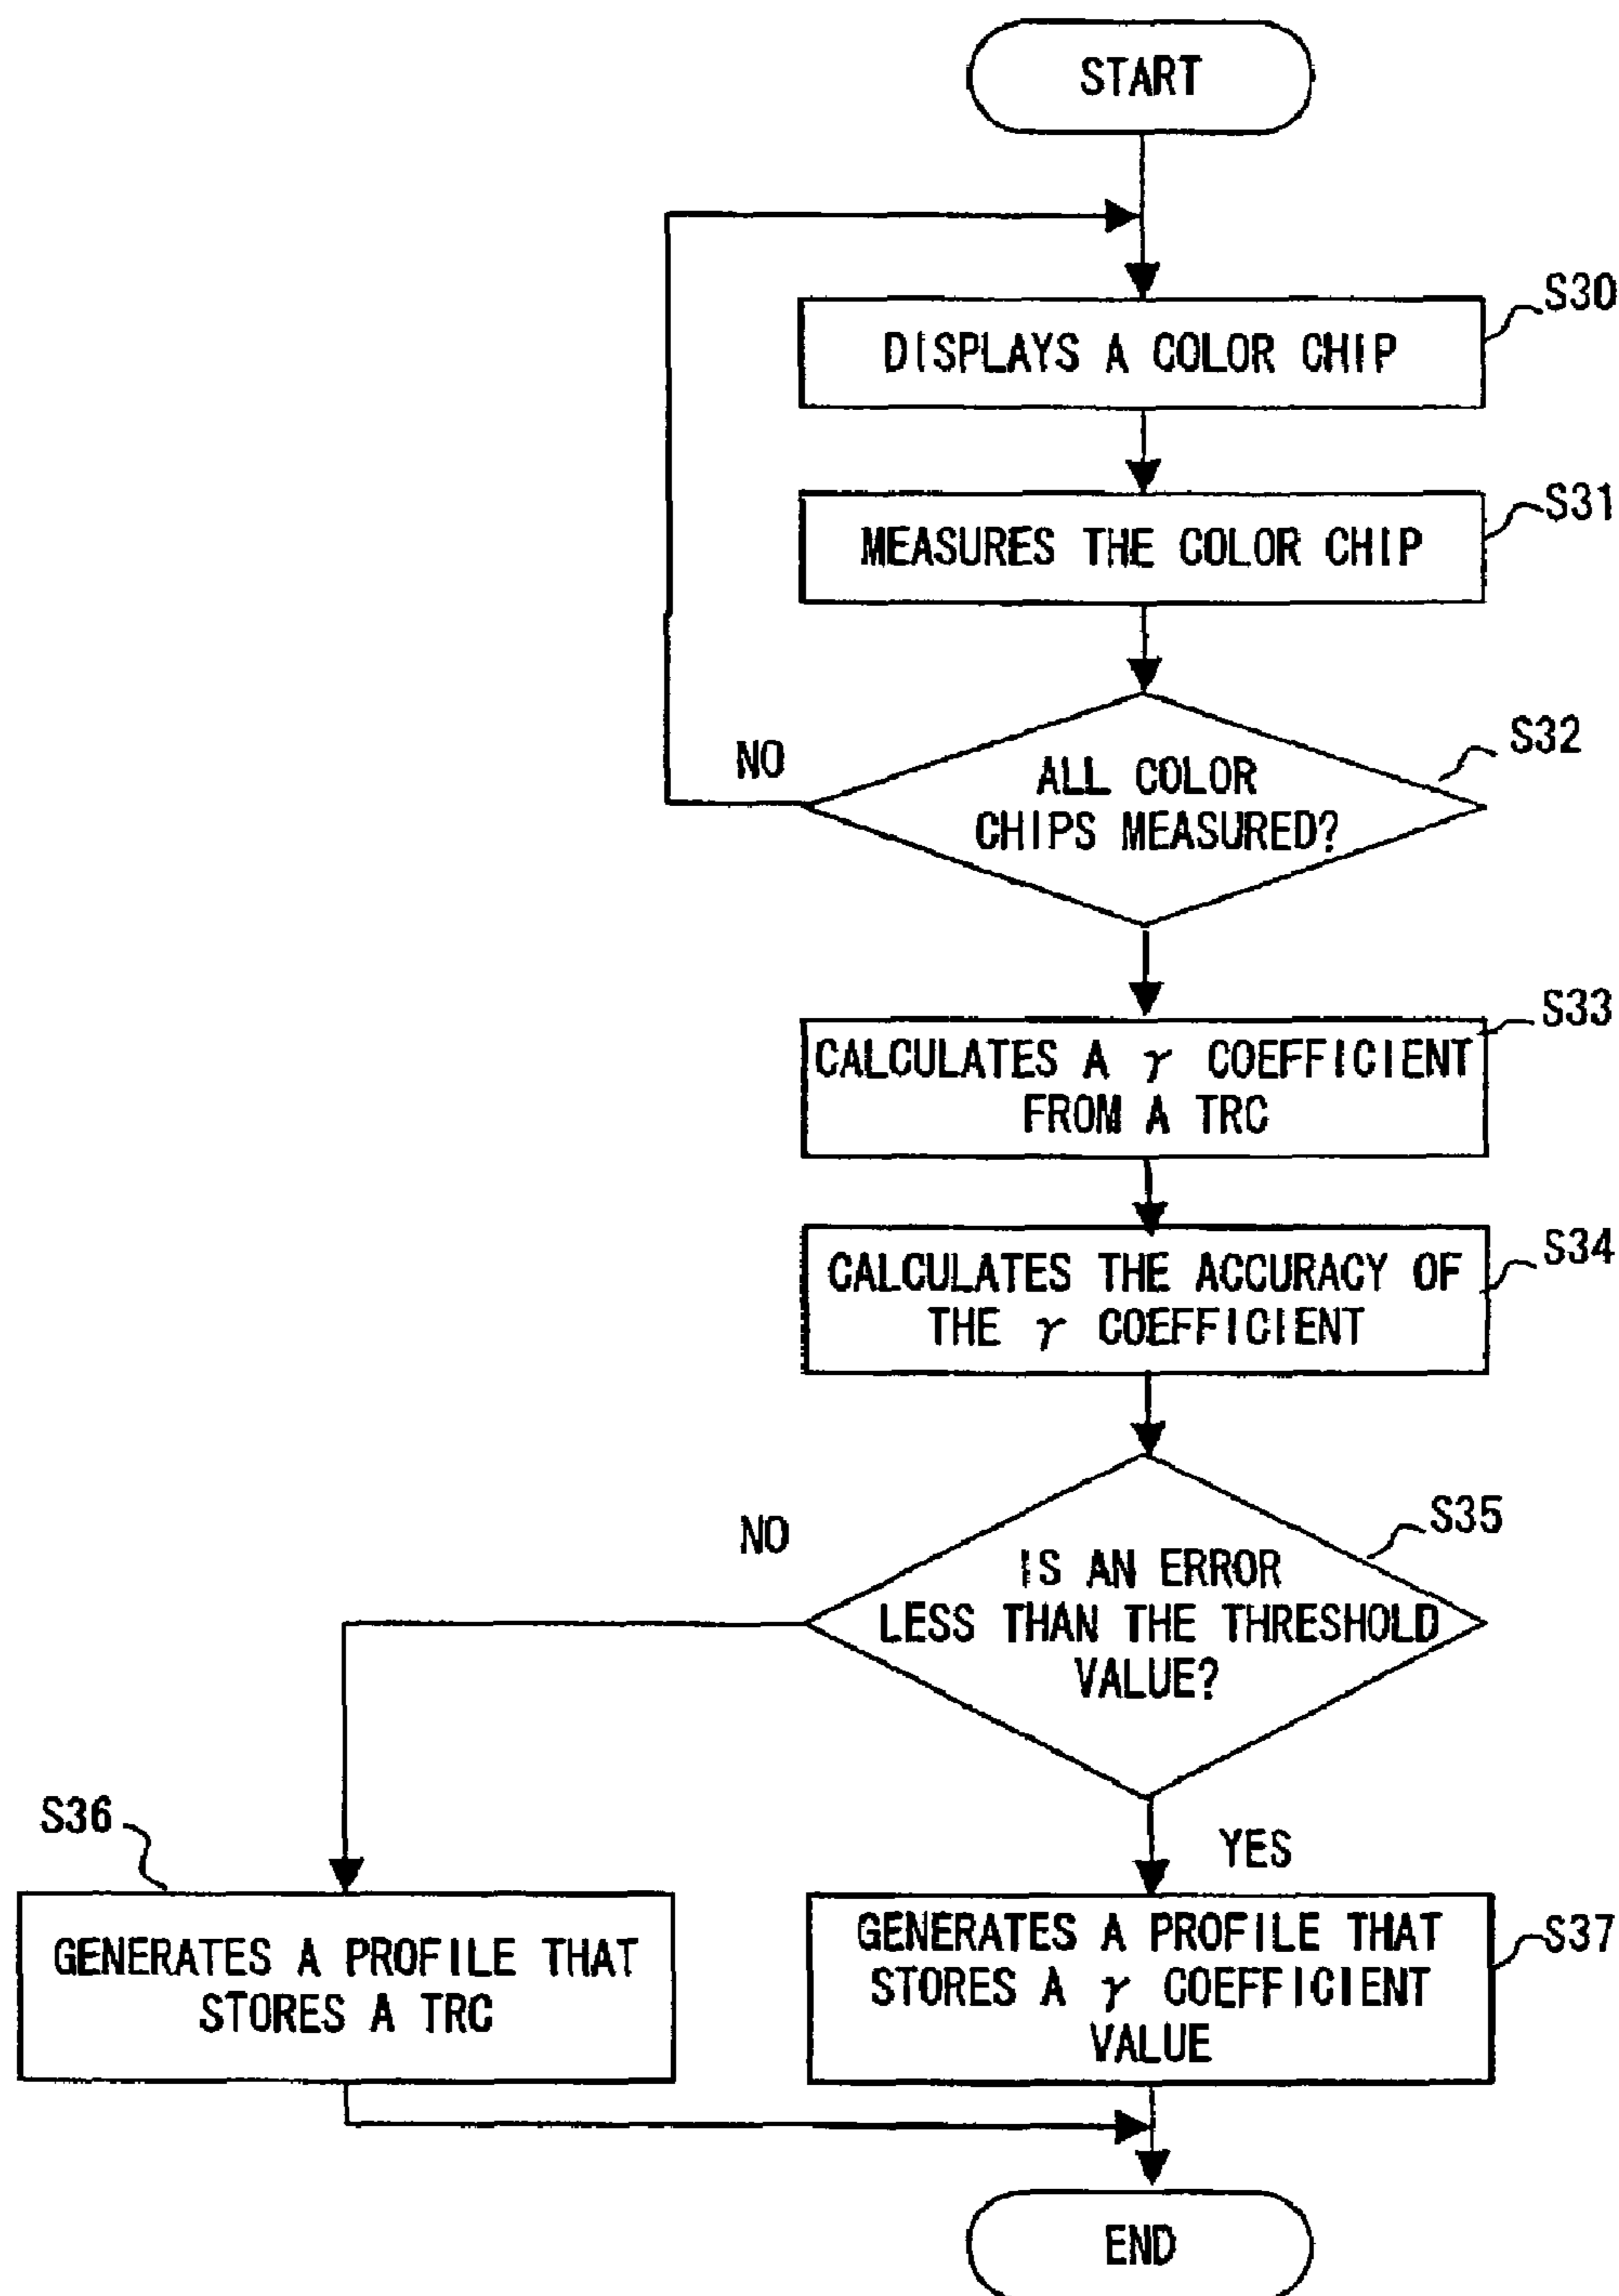 START
S30
DISPLAYS A COLOR CHIP
S31
MEASURES THE COLOR CHIP
S32
NO
ALL COLOR
CHIPS MEASURED?
S33
CALCULATES A γ COEFFICIENT
FROM A TRC
S34
CALCULATES THE ACCURACY OF
THE γ COEFFICIENT
S35
NO
IS AN ERROR
LESS THAN THE THRESHOLD
VALUE?
S36
YES
GENERATES A PROFILE THAT
STORES A TRC
GENERATES A PROFILE THAT
STORES A γ COEFFICIENT
VALUE
S37
END